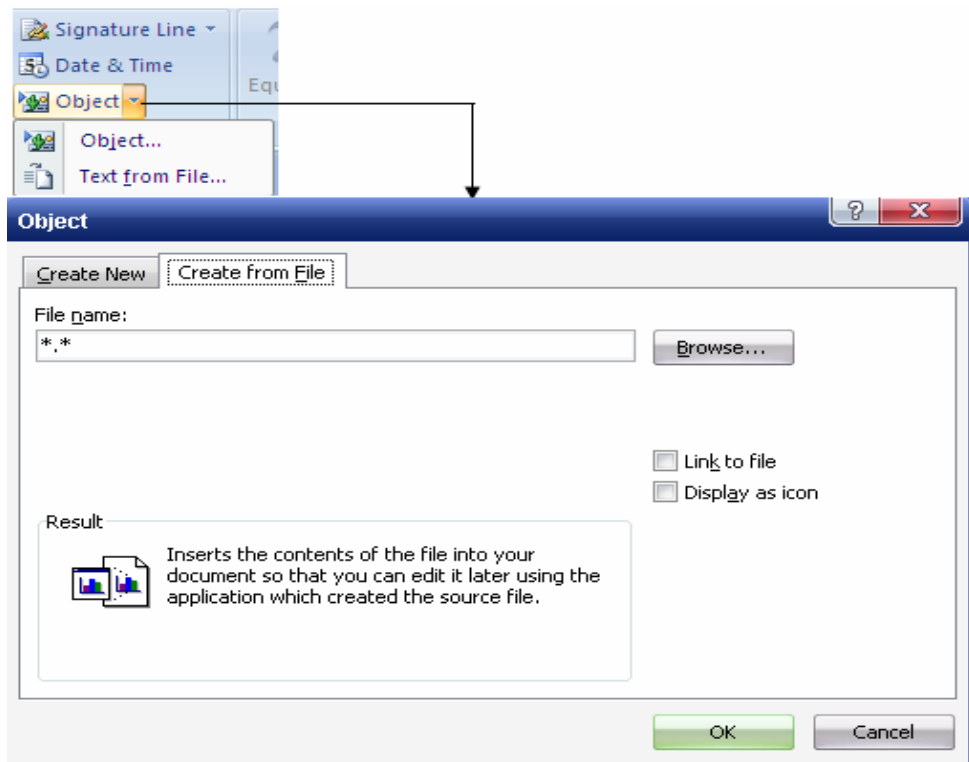 Signature Line
5 Date & Time
Equ
Object
Object...
Text from File...
Object
?
Create New
Create from File
File name:
*.*
Browse...
Link to file
Display as icon
Result
Inserts the contents of the file into your
document so that you can edit it later using the
application which created the source file.
OK
Cancel